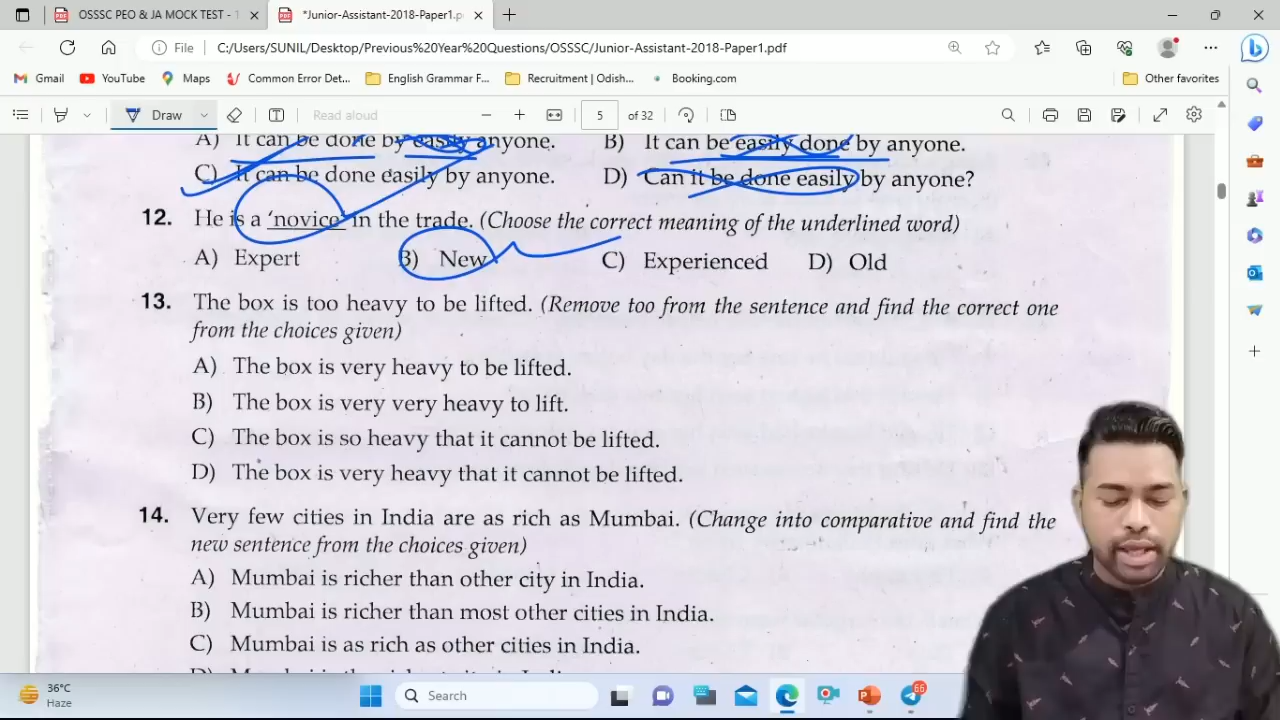 OSSSC PEO & JA MOCK TEST - 1
*Junior-Assistant-2018-Paper1.p
File
C:/Users/SUNIL/Desktop/Previous%20Year%20Questions/OSSSC/Junior-Assistant-2018-Paper1.pdf
Gmail
YouTube
Maps
Common Error Det...
English Grammar F...
Recruitment | Odish...
Booking.com
Other favorites
Draw
Read aloud
5
of 32
A) It can be done by easily anyone. B) It can be easily done by anyone.
C) It can be done easily by anyone. D) Can it be done easily by anyone?
12. He is a 'novice' in the trade. (Choose the correct meaning of the underlined word)
A) Expert B) New C) Experienced D) Old
13. The box is too heavy to be lifted. (Remove too from the sentence and find the correct one
from the choices given)
A) The box is very heavy to be lifted.
B) The box is very very heavy to lift.
C) The box is so heavy that it cannot be lifted.
D) The box is very heavy that it cannot be lifted.
14. Very few cities in India are as rich as Mumbai. (Change into comparative and find the
new sentence from the choices given)
A) Mumbai is richer than other city in India.
B) Mumbai is richer than most other cities in India.
C) Mumbai is as rich as other cities in India.
36°C
Haze
Search
66